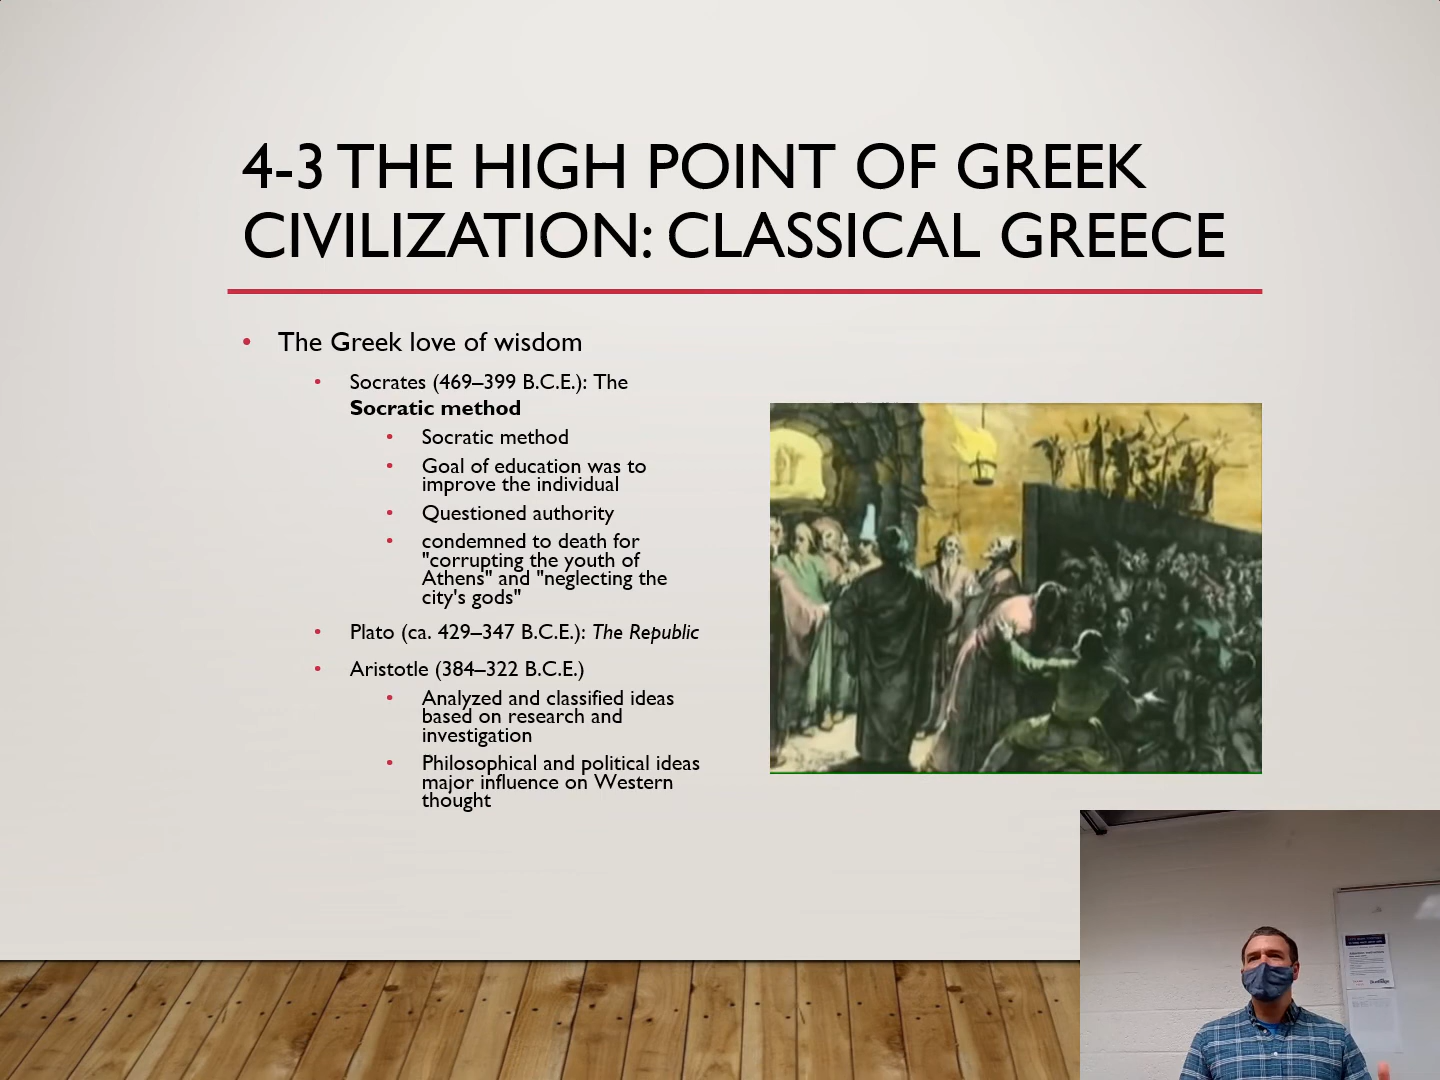 4-3 THE HIGH POINT OF GREEK
CIVILIZATION: CLASSICAL GREECE
• The Greek love of wisdom
• Socrates (469–399 B.C.E.): The
Socratic method
• Socratic method
• Goal of education was to
improve the individual
• Questioned authority
• condemned to death for
"corrupting the youth of
Athens" and "neglecting the
city's gods"
• Plato (ca. 429–347 B.C.E.): The Republic
• Aristotle (384–322 B.C.E.)
• Analyzed and classified ideas
based on research and
investigation
• Philosophical and political ideas
major influence on Western
thought